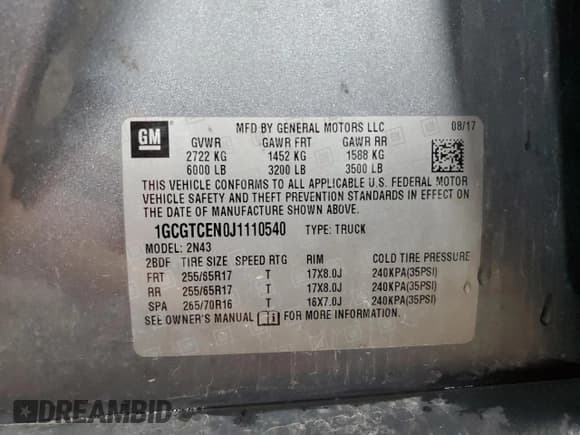 GM
MFD BY GENERAL MOTORS LLC 08/17
GVWR GAWR FRT GAWR RR
2722 KG 1452 KG 1588 KG
6000 LB 3200 LB 3500 LB
THIS VEHICLE CONFORMS TO ALL APPLICABLE U.S. FEDERAL MOTOR
VEHICLE SAFETY AND THEFT PREVENTION STANDARDS IN EFFECT ON
THE DATE OF MANUFACTURE SHOWN ABOVE.
1GCGTCEN0J1110540 TYPE: TRUCK
MODEL: 2N43
2BDF TIRE SIZE SPEED RTG RIM COLD TIRE PRESSURE
FRT 255/65R17 T 17X8.0J 240KPA(35PSI)
RR 255/65R17 T 17X8.0J 240KPA(35PSI)
SPA 265/70R16 T 16X7.0J 240KPA(35PSI)
SEE OWNER'S MANUAL FOR MORE INFORMATION.
DREAMBID